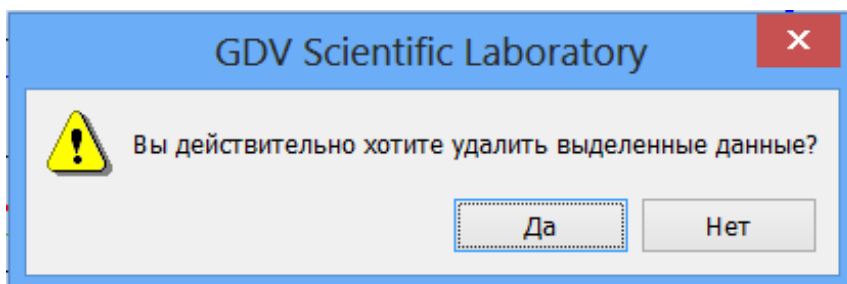 GDV Scientific Laboratory
Вы действительно хотите удалить выделенные данные?
Да
Нет